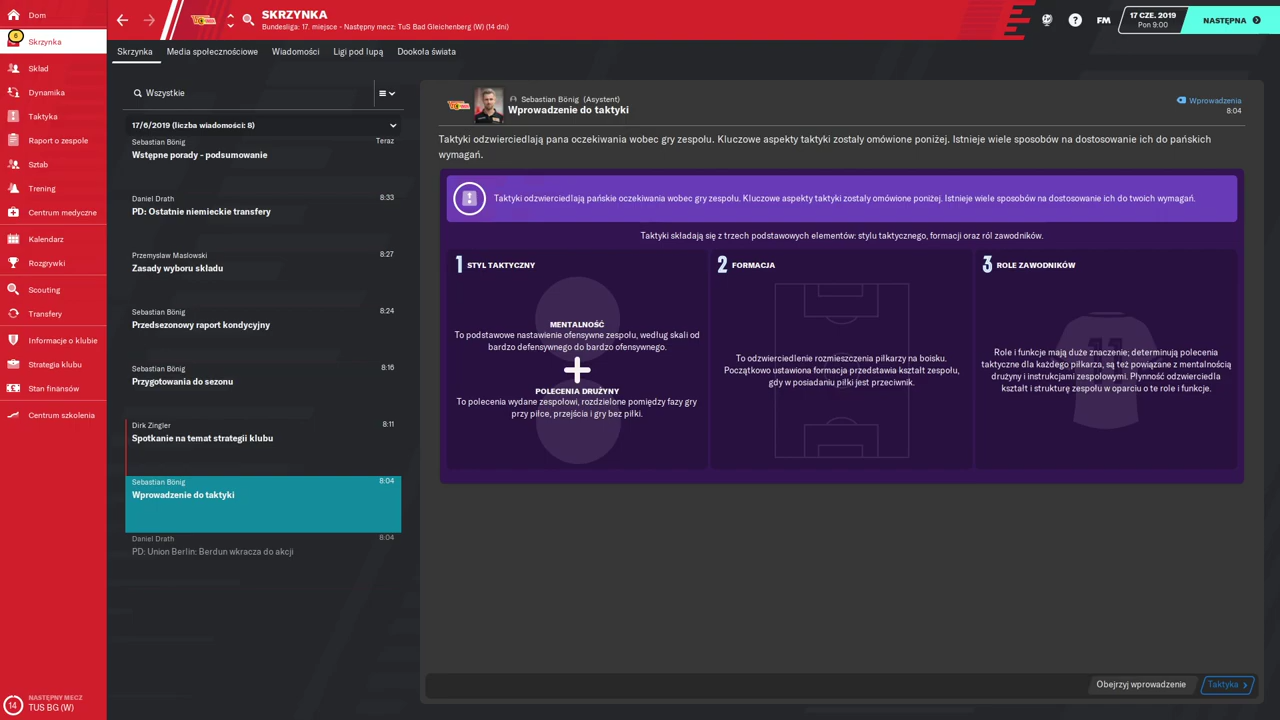 Dom
6
Skrzynka
Skład
Dynamika
Taktyka
Raport o zespole
Sztab
Trening
Centrum medyczne
Kalendarz
Rozgrywki
Scouting
Transfery
Informacje o klubie
Strategia klubu
Stan finansów
Centrum szkolenia
14
NASTĘPNY MECZ
TUS BG (W)
SKRZYNKA
Bundesliga: 17. miejsce - Następny mecz: TuS Bad Gleichenberg (W) (14 dni)
?
FM
17 CZE. 2019
Pon 9:00
NASTĘPNA
Skrzynka
Media społecznościowe
Wiadomości
Ligi pod lupą
Dookoła świata
Wszystkie
17/6/2019 (liczba wiadomości: 8)
Sebastian Bönig
Teraz
Wstępne porady - podsumowanie
Daniel Drath
8:33
PD: Ostatnie niemieckie transfery
Przemyslaw Maslowski
8:27
Zasady wyboru składu
Sebastian Bönig
8:24
Przedsezonowy raport kondycyjny
Sebastian Bönig
8:16
Przygotowania do sezonu
Dirk Zingler
8:11
Spotkanie na temat strategii klubu
Sebastian Bönig
8:04
Wprowadzenie do taktyki
Daniel Drath
8:04
PD: Union Berlin: Berdun wkracza do akcji
Sebastian Bönig (Asystent)
Wprowadzenie do taktyki
Wprowadzenia
8:04
Taktyki odzwierciedlają pana oczekiwania wobec gry zespołu. Kluczowe aspekty taktyki zostały omówione poniżej. Istnieje wiele sposobów na dostosowanie ich do pańskich
wymagań.
Taktyki odzwierciedlają pańskie oczekiwania wobec gry zespołu. Kluczowe aspekty taktyki zostały omówione poniżej. Istnieje wiele sposobów na dostosowanie ich do twoich wymagań.
Taktyki składają się z trzech podstawowych elementów: stylu taktycznego, formacji oraz ról zawodników.
1 STYL TAKTYCZNY
MENTALNOŚĆ
To podstawowe nastawienie ofensywne zespołu, według skali od
bardzo defensywnego do bardzo ofensywnego.
POLECENIA DRUŻYNY
To polecenia wydane zespołowi, rozdzielone pomiędzy fazy gry
przy piłce, przejścia i gry bez piłki.
2 FORMACJA
To odzwierciedlenie rozmieszczenia piłkarzy na boisku.
Początkowo ustawiona formacja przedstawia kształt zespołu,
gdy w posiadaniu piłki jest przeciwnik.
3 ROLE ZAWODNIKÓW
11
Role i funkcje mają duże znaczenie; determinują polecenia
taktyczne dla każdego piłkarza, są też powiązane z mentalnością
drużyny i instrukcjami zespołowymi. Płynność odzwierciedla
kształt i strukturę zespołu w oparciu o te role i funkcje.
Obejrzyj wprowadzenie
Taktyka